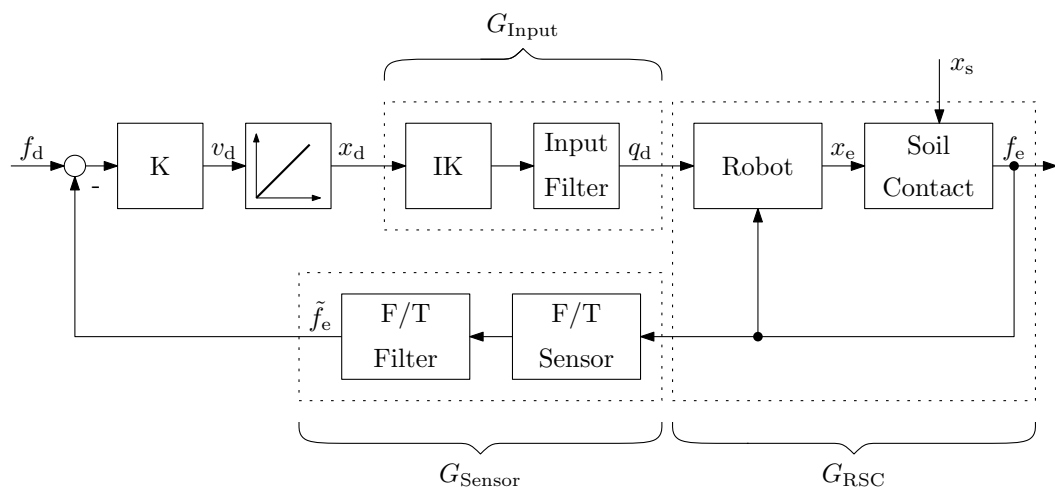 G_Input
x_s
f_d
K
v_d
x_d
IK
Input
Filter
q_d
Robot
x_e
Soil
Contact
f_e
-
f̃_e
F/T
Filter
F/T
Sensor
G_Sensor
G_RSC